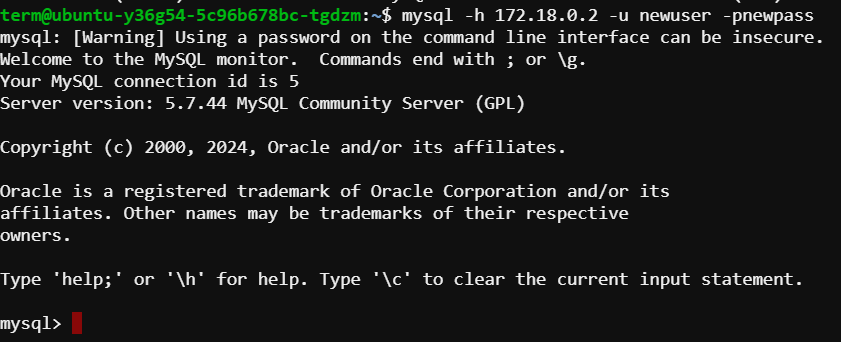 term@ubuntu-y36g54-5c96b678bc-tgdzm:~$ mysql -h 172.18.0.2 -u newuser -pnewpass
mysql: [Warning] Using a password on the command line interface can be insecure.
Welcome to the MySQL monitor.  Commands end with ; or \g.
Your MySQL connection id is 5
Server version: 5.7.44 MySQL Community Server (GPL)

Copyright (c) 2000, 2024, Oracle and/or its affiliates.

Oracle is a registered trademark of Oracle Corporation and/or its
affiliates. Other names may be trademarks of their respective
owners.

Type 'help;' or '\h' for help. Type '\c' to clear the current input statement.

mysql>